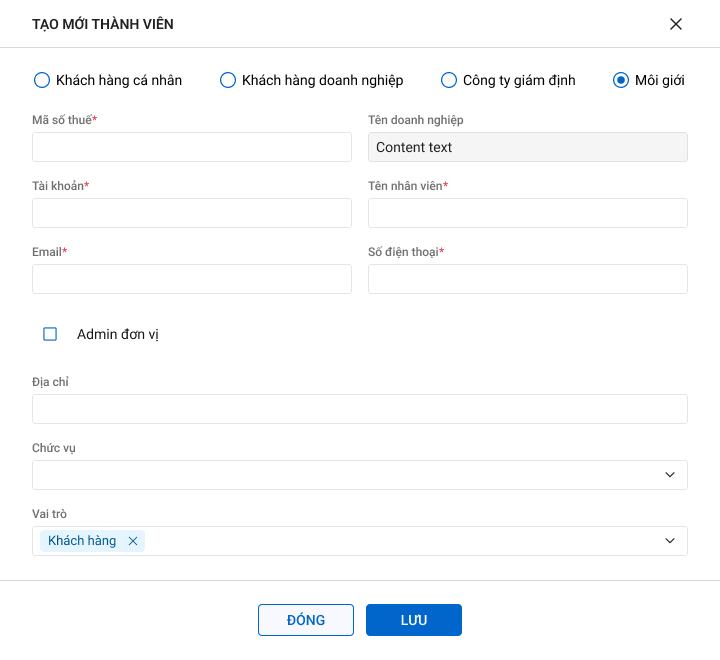 TẠO MỚI THÀNH VIÊN
Khách hàng cá nhân Khách hàng doanh nghiệp Công ty giám định Môi giới
Mã số thuế* Tên doanh nghiệp
Content text
Tài khoản* Tên nhân viên*
Email* Số điện thoại*
Admin đơn vị
Địa chỉ
Chức vụ
Vai trò
Khách hàng
ĐÓNG LƯU